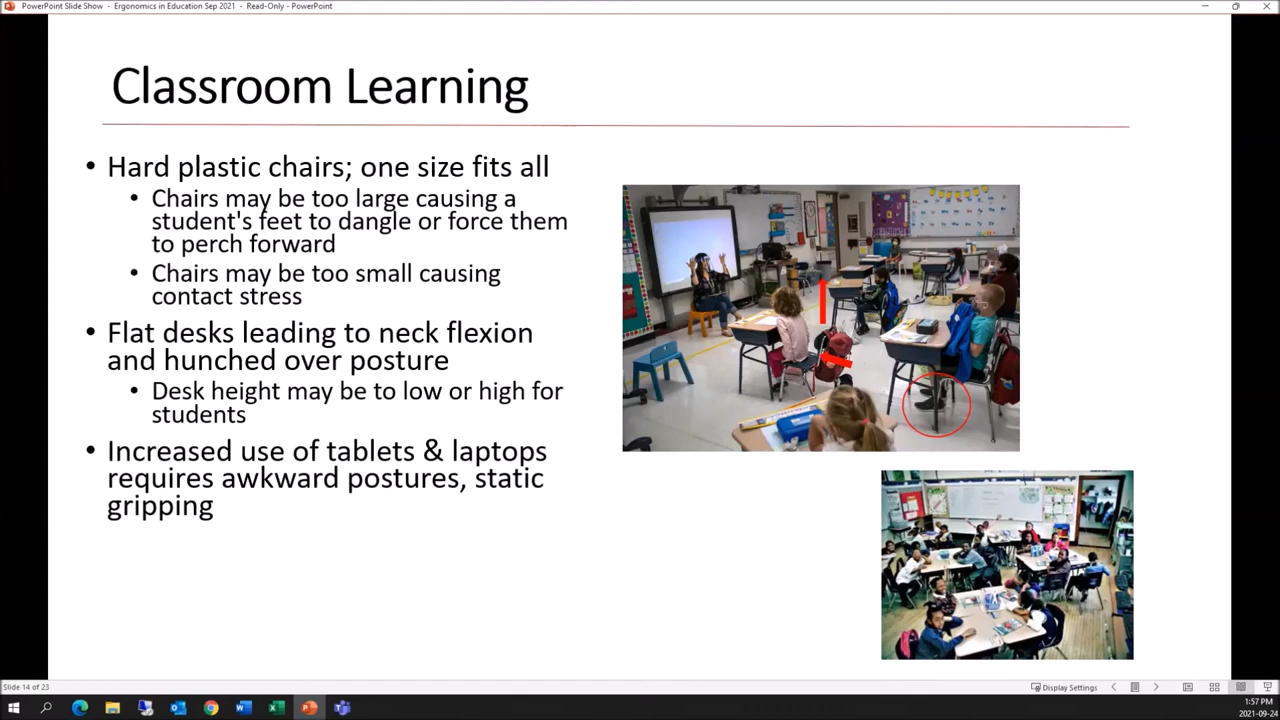 PowerPoint Slide Show - Ergonomics in Education Sep 2021 - Read-Only - PowerPoint
Classroom Learning
• Hard plastic chairs; one size fits all
• Chairs may be too large causing a
student's feet to dangle or force them
to perch forward
• Chairs may be too small causing
contact stress
• Flat desks leading to neck flexion
and hunched over posture
• Desk height may be to low or high for
students
• Increased use of tablets & laptops
requires awkward postures, static
gripping
Slide 14 of 23
Display Settings
1:57 PM
2021-09-24